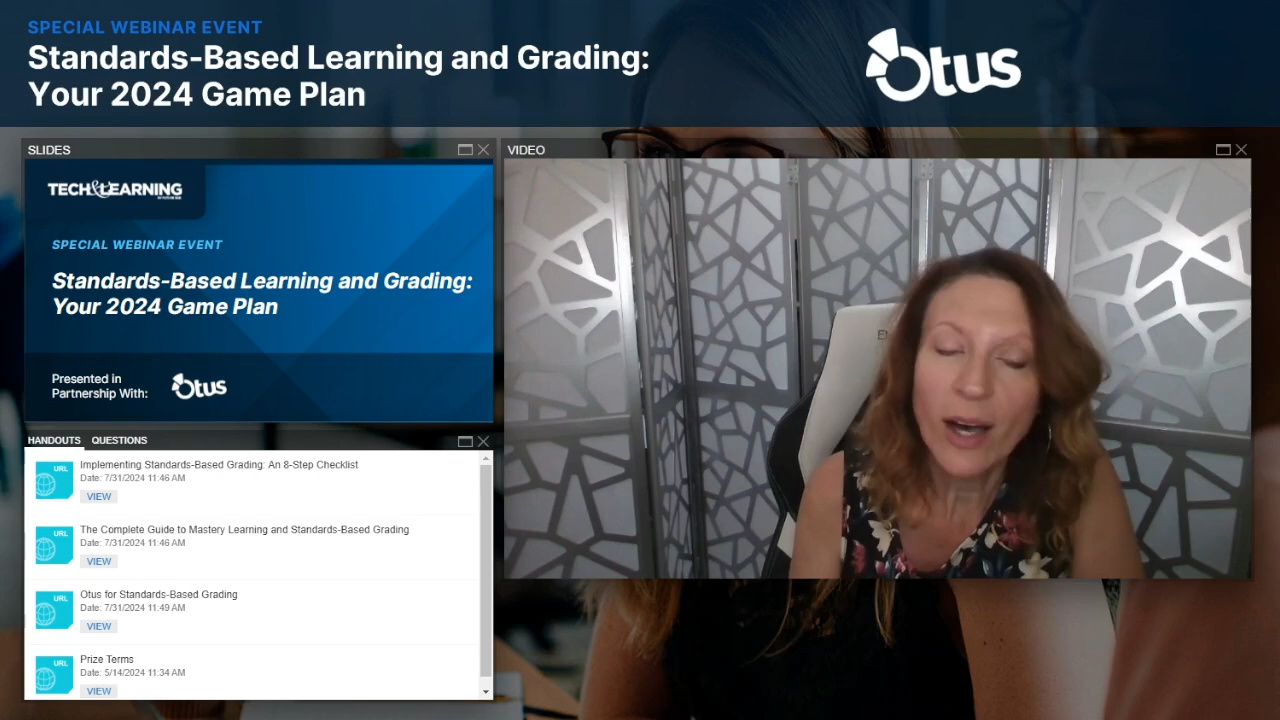 SPECIAL WEBINAR EVENT
Standards-Based Learning and Grading:
Your 2024 Game Plan
Otus
SLIDES
TECH&LEARNING
SPECIAL WEBINAR EVENT
Standards-Based Learning and Grading:
Your 2024 Game Plan
Presented in
Partnership With:
Otus
VIDEO
HANDOUTS QUESTIONS
URL
Implementing Standards-Based Grading: An 8-Step Checklist
Date: 7/31/2024 11:46 AM
VIEW
URL
The Complete Guide to Mastery Learning and Standards-Based Grading
Date: 7/31/2024 11:46 AM
VIEW
URL
Otus for Standards-Based Grading
Date: 7/31/2024 11:49 AM
VIEW
URL
Prize Terms
Date: 5/14/2024 11:34 AM
VIEW